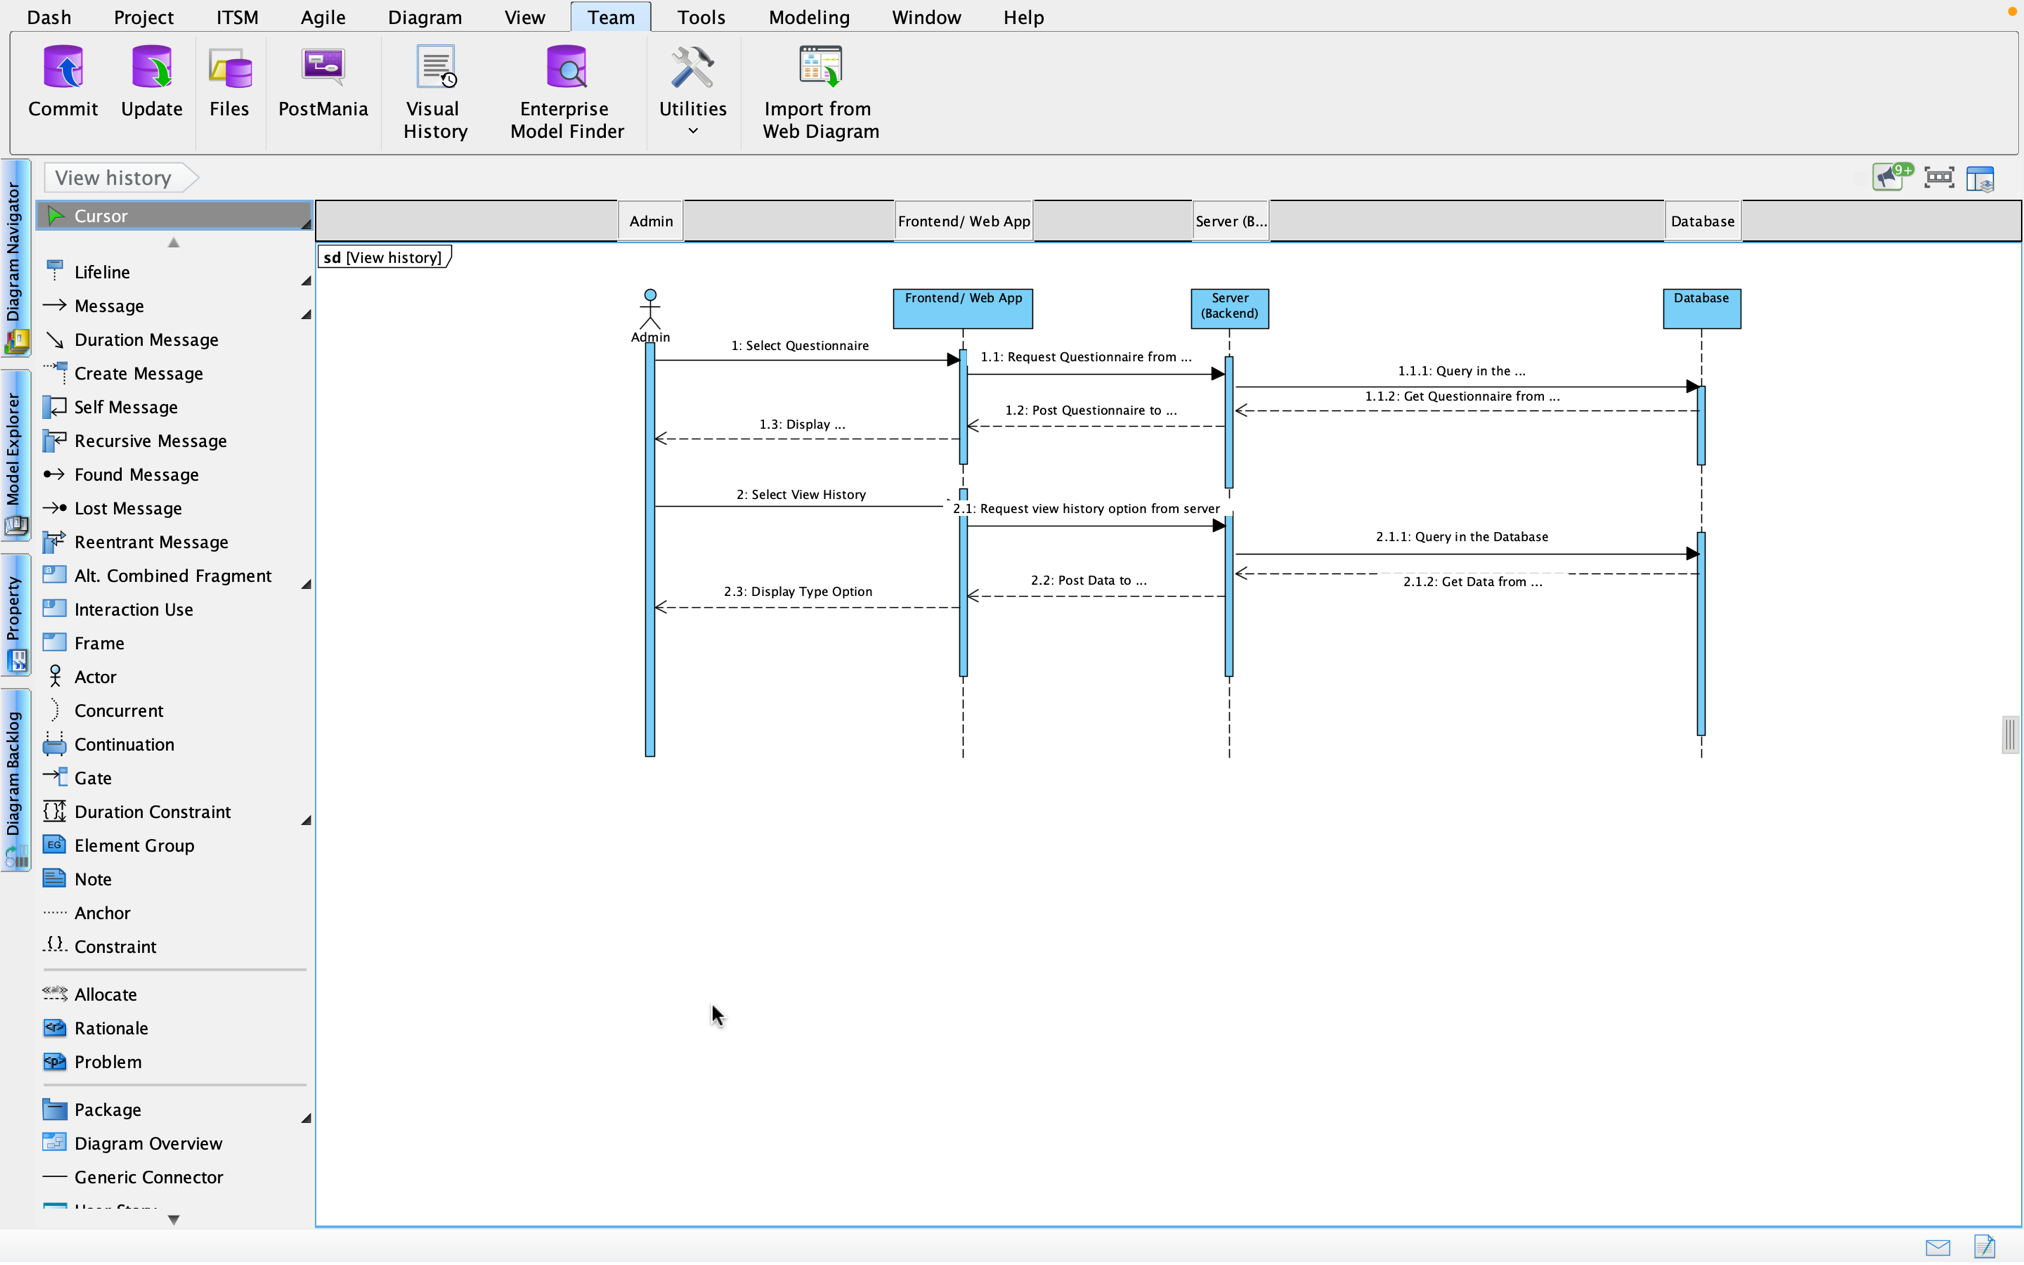 Dash Project ITSM Agile Diagram View Team Tools Modeling Window Help
Commit
Update
Files
PostMania
Visual
History
Enterprise
Model Finder
Utilities
Import from
Web Diagram
Diagram Navigator
Model Explorer
Property
Diagram Backlog
View history
9+
Cursor
Lifeline
Message
Duration Message
Create Message
Self Message
Recursive Message
Found Message
Lost Message
Reentrant Message
Alt. Combined Fragment
Interaction Use
Frame
Actor
Concurrent
Continuation
Gate
Duration Constraint
EG
Element Group
Note
Anchor
{} Constraint
Allocate
<r> Rationale
<p> Problem
Package
Diagram Overview
Generic Connector
Admin
Frontend/ Web App
Server (B...
Database
sd [View history]
Admin
Frontend/ Web App
Server
(Backend)
Database
1: Select Questionnaire
1.1: Request Questionnaire from ...
1.1.1: Query in the ...
1.1.2: Get Questionnaire from ...
1.2: Post Questionnaire to ...
1.3: Display ...
2: Select View History
2.1: Request view history option from server
2.1.1: Query in the Database
2.1.2: Get Data from ...
2.2: Post Data to ...
2.3: Display Type Option